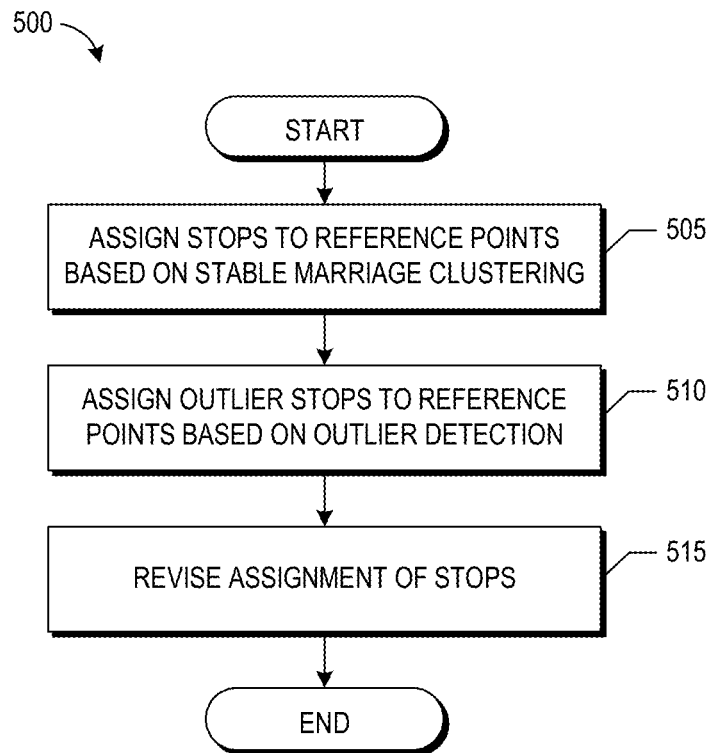 500
START
ASSIGN STOPS TO REFERENCE POINTS
BASED ON STABLE MARRIAGE CLUSTERING
505
ASSIGN OUTLIER STOPS TO REFERENCE
POINTS BASED ON OUTLIER DETECTION
510
REVISE ASSIGNMENT OF STOPS
515
END